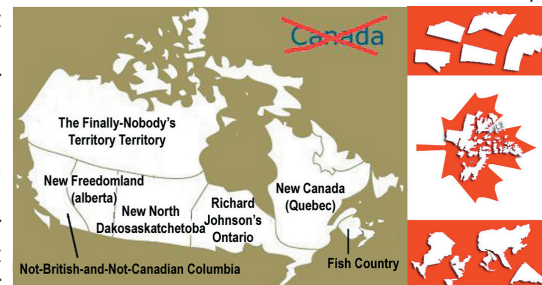 Canada
The Finally-Nobody's
Territory Territory
New Freedomland
(alberta)
New North
Dakosaskatchetoba
Richard
Johnson's
Ontario
New Canada
(Quebec)
Not-British-and-Not-Canadian Columbia
Fish Country